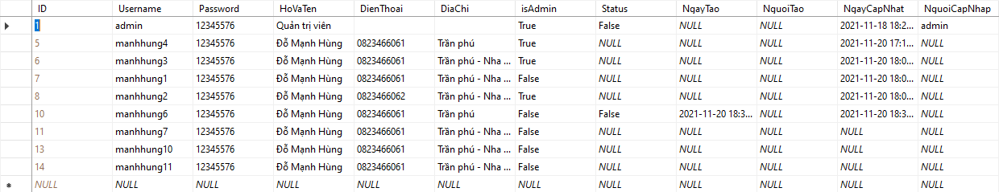 ID Username Password HoVaTen DienThoai DiaChi isAdmin Status NgayTao NguoiTao NgayCapNhat NguoiCapNhap
1 admin 12345576 Quản trị viên True False NULL NULL 2021-11-18 18:2... admin
5 manhhung4 12345576 Đỗ Mạnh Hùng 0823466061 Trần phú True NULL NULL NULL 2021-11-20 17:1... NULL
6 manhhung3 12345576 Đỗ Mạnh Hùng 0823466061 Trần phú - Nha ... True NULL NULL NULL 2021-11-20 18:0... NULL
7 manhhung1 12345576 Đỗ Mạnh Hùng 0823466061 Trần phú - Nha ... False NULL NULL NULL 2021-11-20 18:0... NULL
8 manhhung2 12345576 Đỗ Mạnh Hùng 0823466062 Trần phú - Nha ... True NULL NULL NULL 2021-11-20 18:0... NULL
10 manhhung6 12345576 Đỗ Mạnh Hùng 0823466061 Trần phú False False 2021-11-20 18:3... NULL 2021-11-20 18:3... NULL
11 manhhung7 12345576 Đỗ Mạnh Hùng 0823466061 Trần phú - Nha ... False NULL NULL NULL NULL NULL
13 manhhung10 12345576 Đỗ Mạnh Hùng 0823466061 Trần phú - Nha ... False NULL NULL NULL NULL NULL
14 manhhung11 12345576 Đỗ Mạnh Hùng 0823466061 Trần phú - Nha ... False NULL NULL NULL NULL NULL
NULL NULL NULL NULL NULL NULL NULL NULL NULL NULL NULL NULL